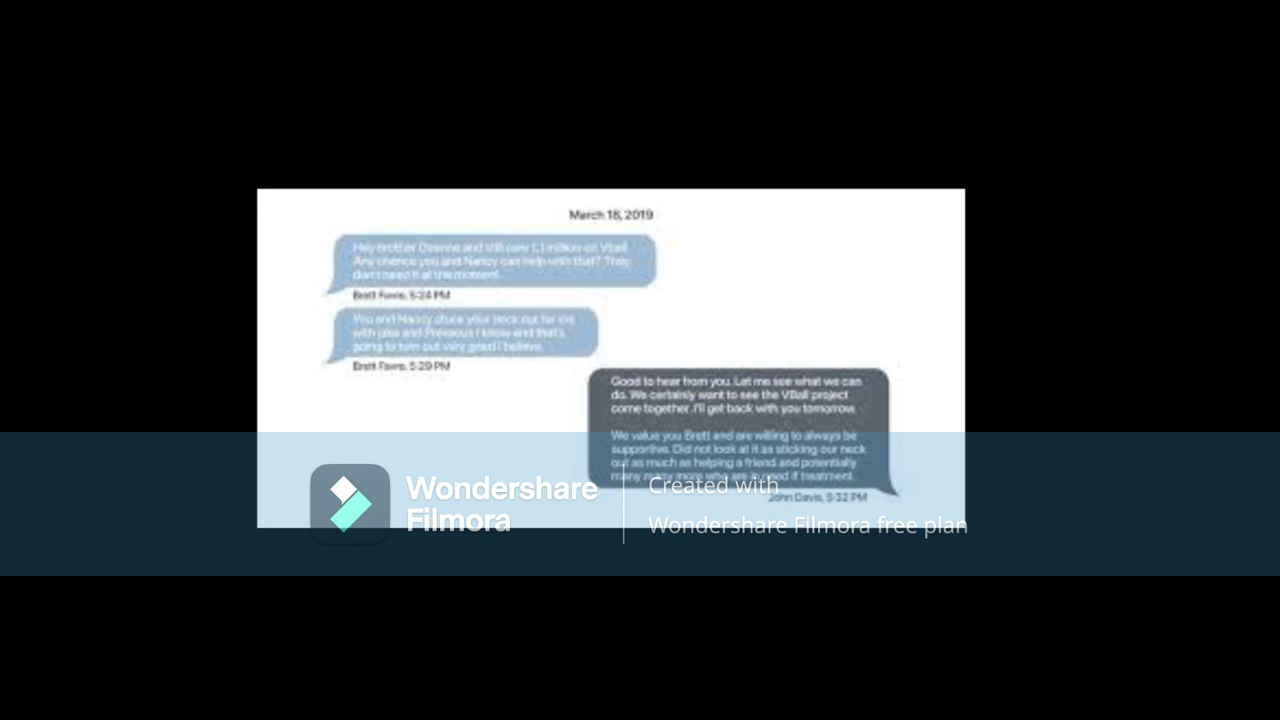 March 18, 2019
Hey brother Deanna and still owe 1.1 million on Vball.
Any chance you and Nancy can help with that? They
don't need it at the moment.
Brett Favre, 5:24 PM
You and Nancy stuck your neck out for me
with jake and Prevacus I know and that's
going to turn out very good I believe.
Brett Favre, 5:29 PM
Good to hear from you. Let me see what we can
do. We certainly want to see the VBall project
come together. I'll get back with you tomorrow.
We value you Brett and are willing to always be
supportive. Did not look at it as sticking our neck
out as much as helping a friend and potentially
many many more who are in need if treatment.
John Davis, 5:32 PM
Wondershare
Filmora
Created with
Wondershare Filmora free plan